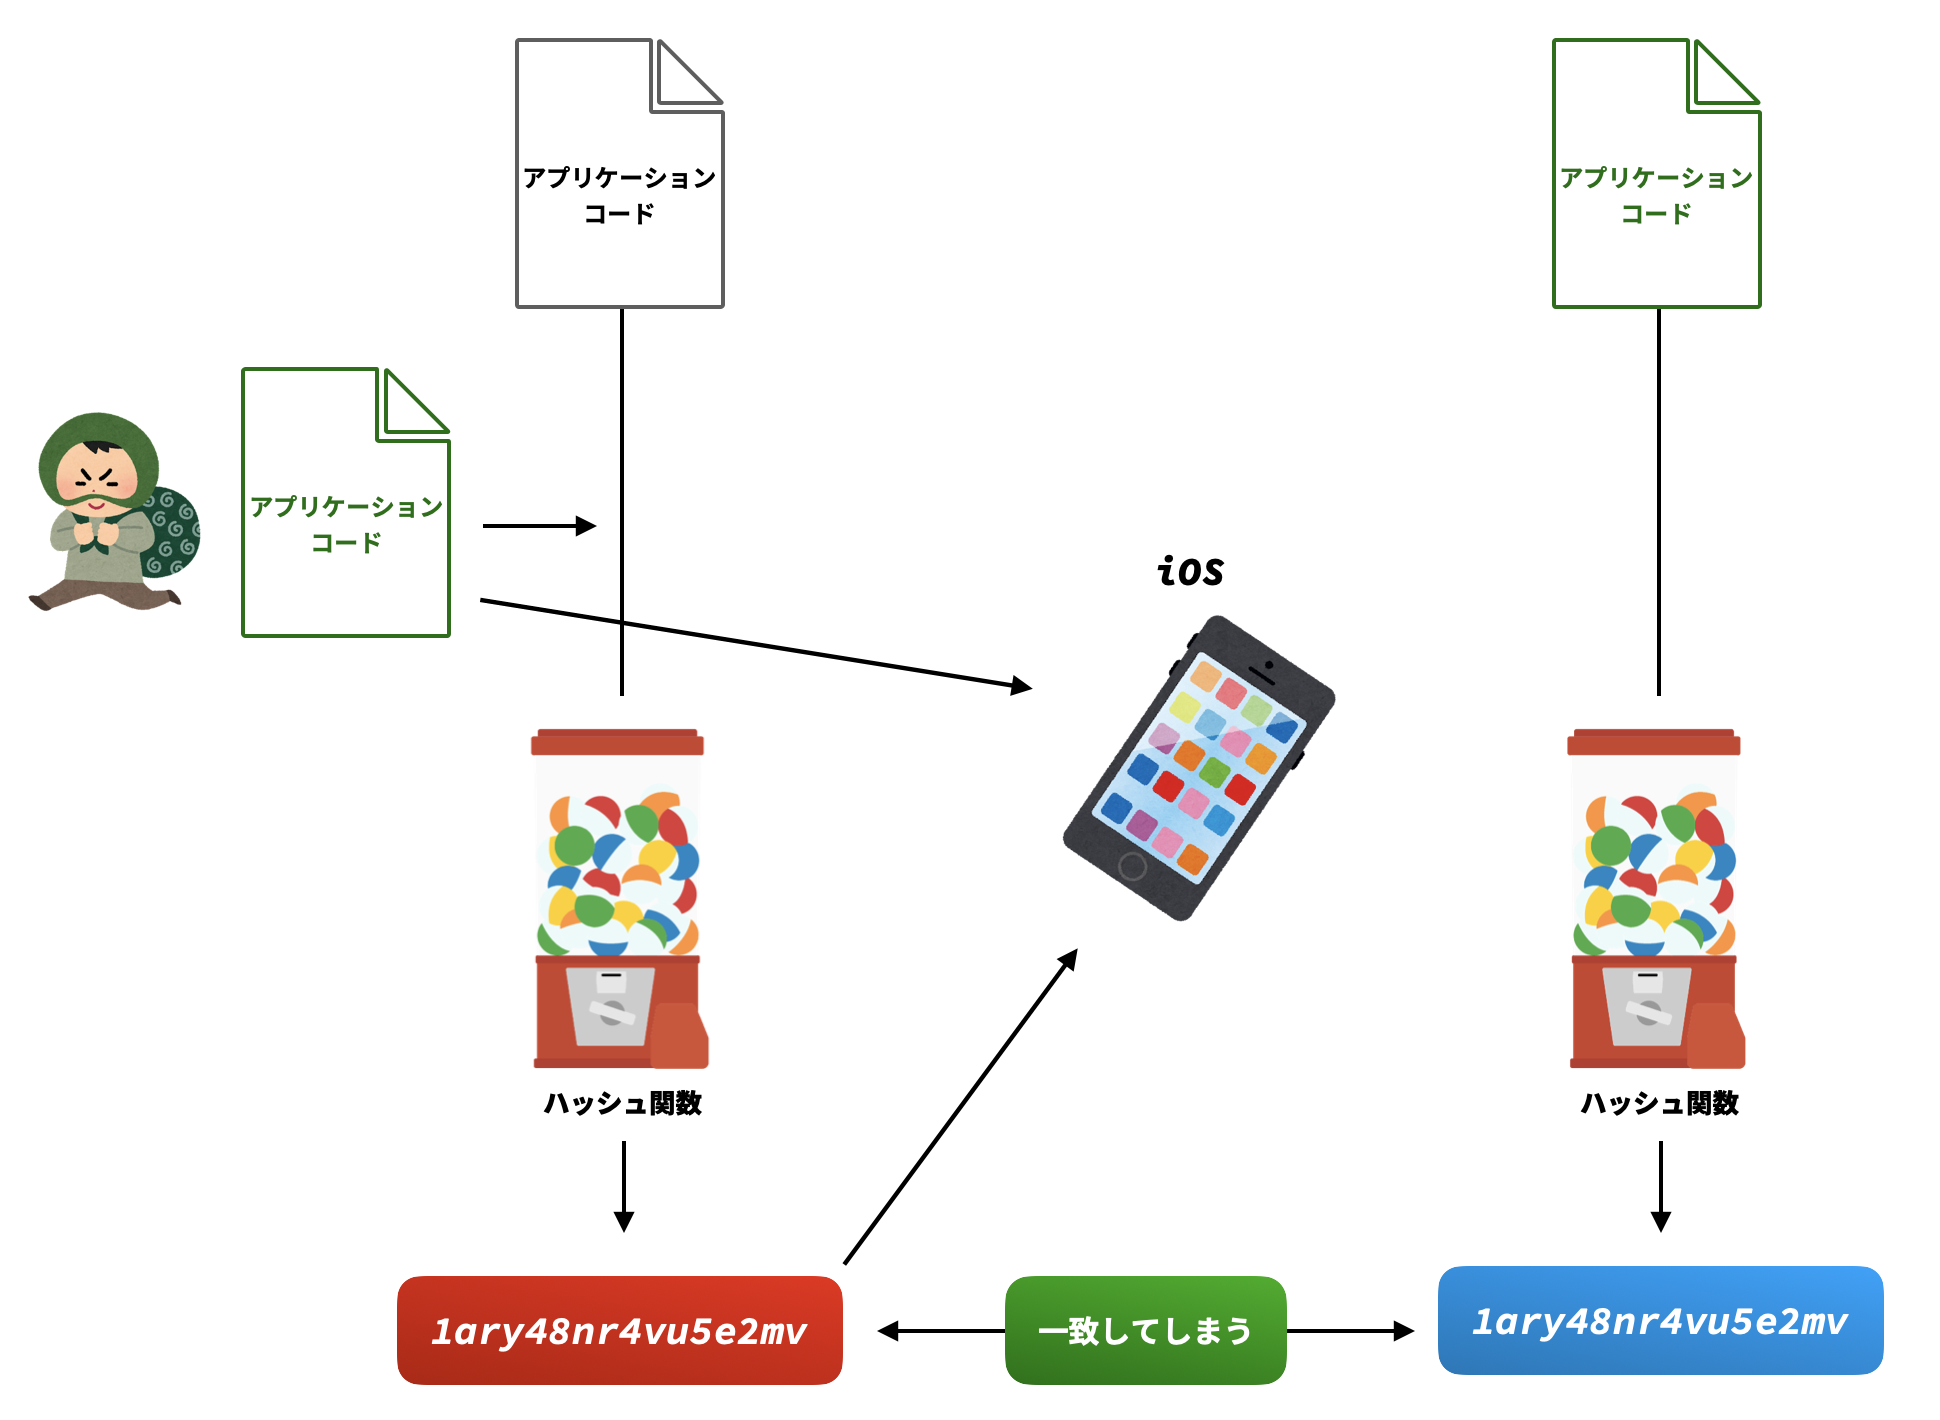 アプリケーション
コード
アプリケーション
コード
アプリケーション
コード
iOS
ハッシュ関数
ハッシュ関数
1ary48nr4vu5e2mv
一致してしまう
1ary48nr4vu5e2mv